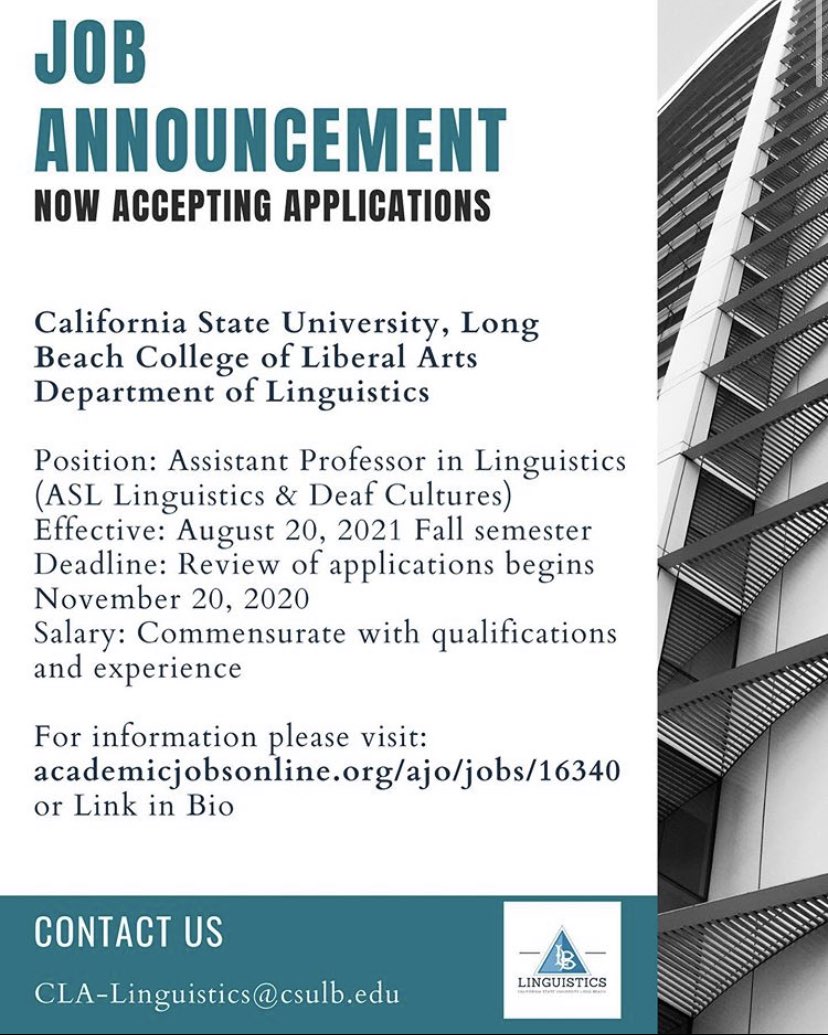 JOB
ANNOUNCEMENT
NOW ACCEPTING APPLICATIONS
California State University, Long
Beach College of Liberal Arts
Department of Linguistics
Position: Assistant Professor in Linguistics
(ASL Linguistics & Deaf Cultures)
Effective: August 20, 2021 Fall semester
Deadline: Review of applications begins
November 20, 2020
Salary: Commensurate with qualifications
and experience
For information please visit:
academicjobsonline.org/ajo/jobs/16340
or Link in Bio
CONTACT US
CLA-Linguistics@csulb.edu
LB
LINGUISTICS
CALIFORNIA STATE UNIVERSITY LONG BEACH